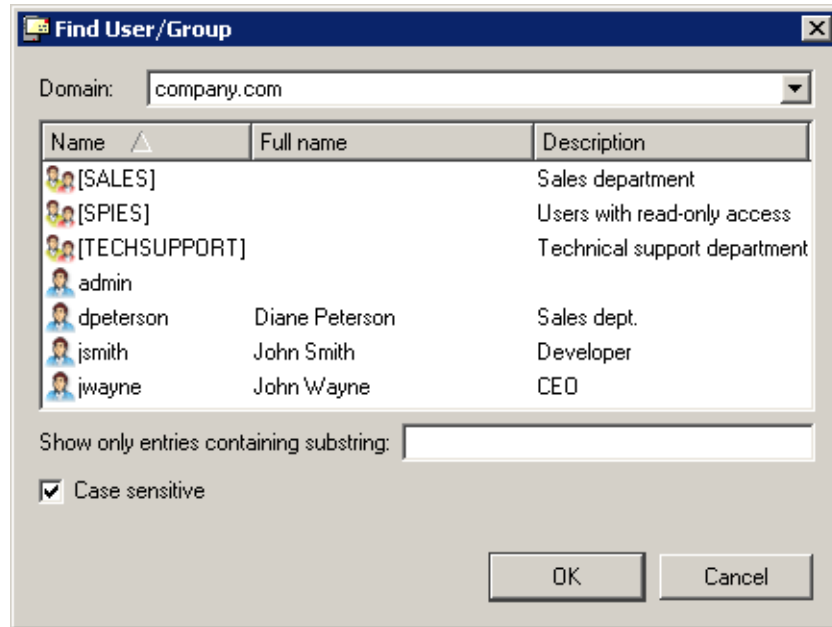 Find User/Group
Domain: company.com
Name Full name Description
[SALES] Sales department
[SPIES] Users with read-only access
[TECHSUPPORT] Technical support department
admin
dpeterson Diane Peterson Sales dept.
jsmith John Smith Developer
jwayne John Wayne CEO
Show only entries containing substring:
Case sensitive
OK Cancel